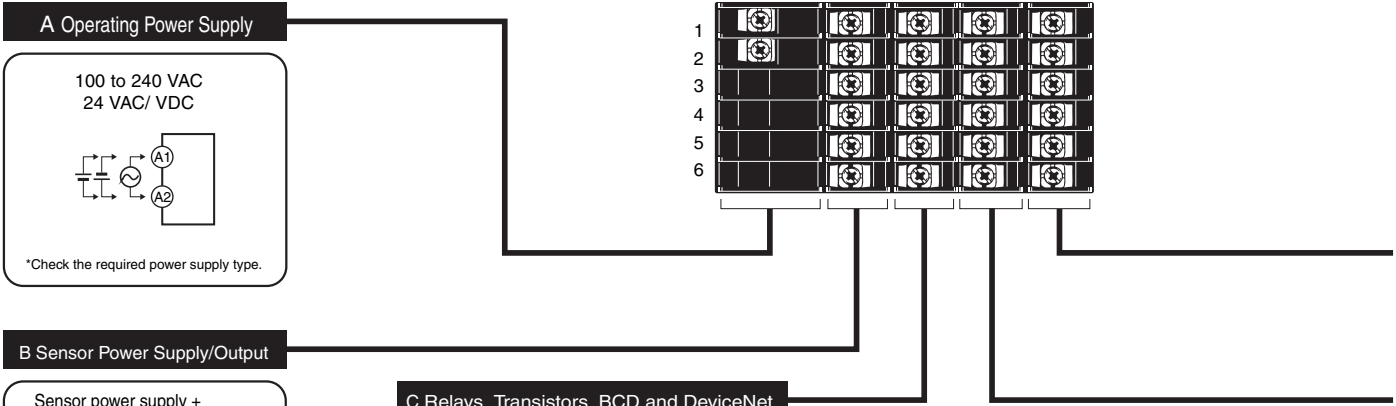 A Operating Power Supply
100 to 240 VAC
24 VAC/ VDC
A1
A2
*Check the required power supply type.
1
2
3
4
5
6
B Sensor Power Supply/Output
Sensor power supply +
C Relays, Transistors, BCD and DeviceNet